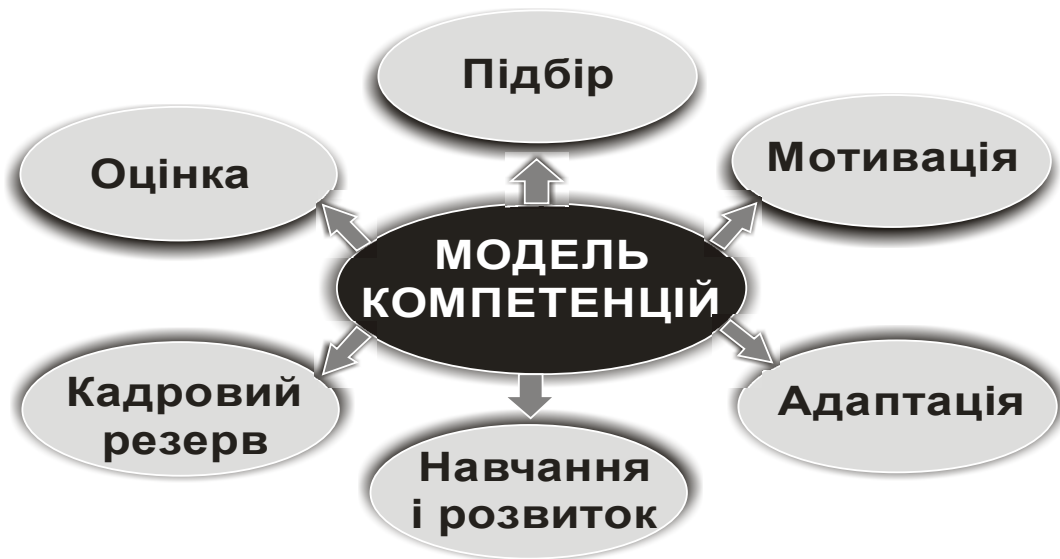 Підбір
Оцінка
Мотивація
МОДЕЛЬ
КОМПЕТЕНЦІЙ
Кадровий
резерв
Адаптація
Навчання
і розвиток